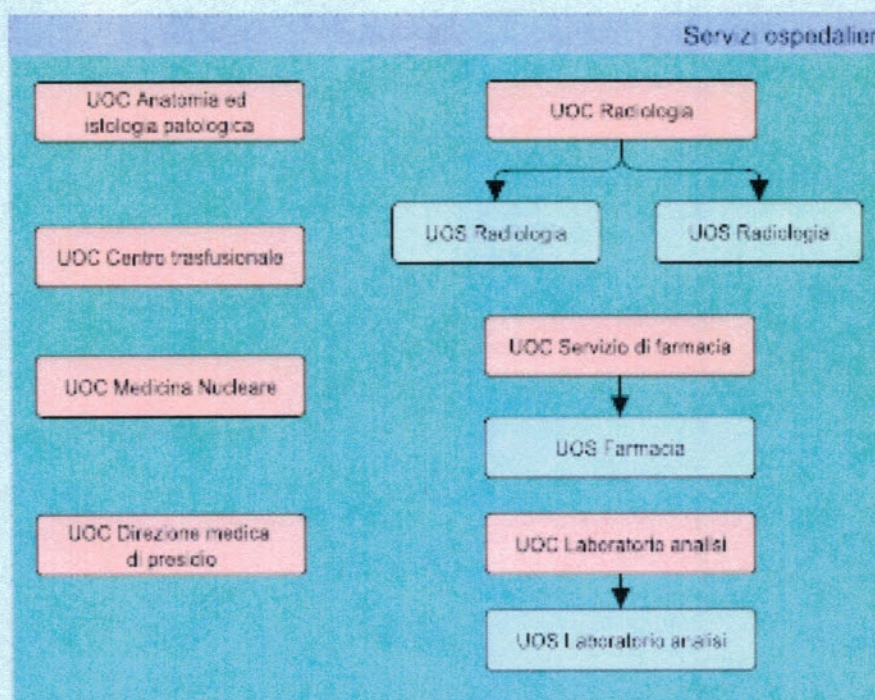 Servizi ospedalier
UOC Anatomia ed
istologia patologica
UOC Radiologia
UOS Radiologia
UOS Radiologia
UOC Centro trasfusionale
UOC Servizio di farmacia
UOC Medicina Nucleare
UOS Farmacia
UOC Direzione medica
di presidio
UOC Laboratorio analisi
UOS Laboratorio analisi